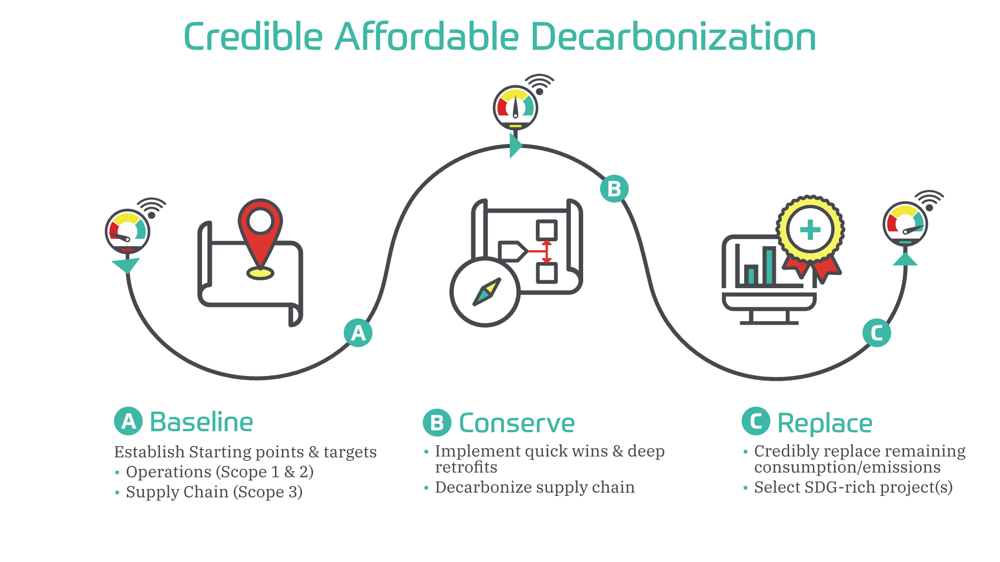 Credible Affordable Decarbonization
B
A
C
A Baseline
Establish Starting points & targets
• Operations (Scope 1 & 2)
• Supply Chain (Scope 3)
B Conserve
• Implement quick wins & deep
retrofits
• Decarbonize supply chain
C Replace
• Credibly replace remaining
consumption/emissions
• Select SDG-rich project(s)